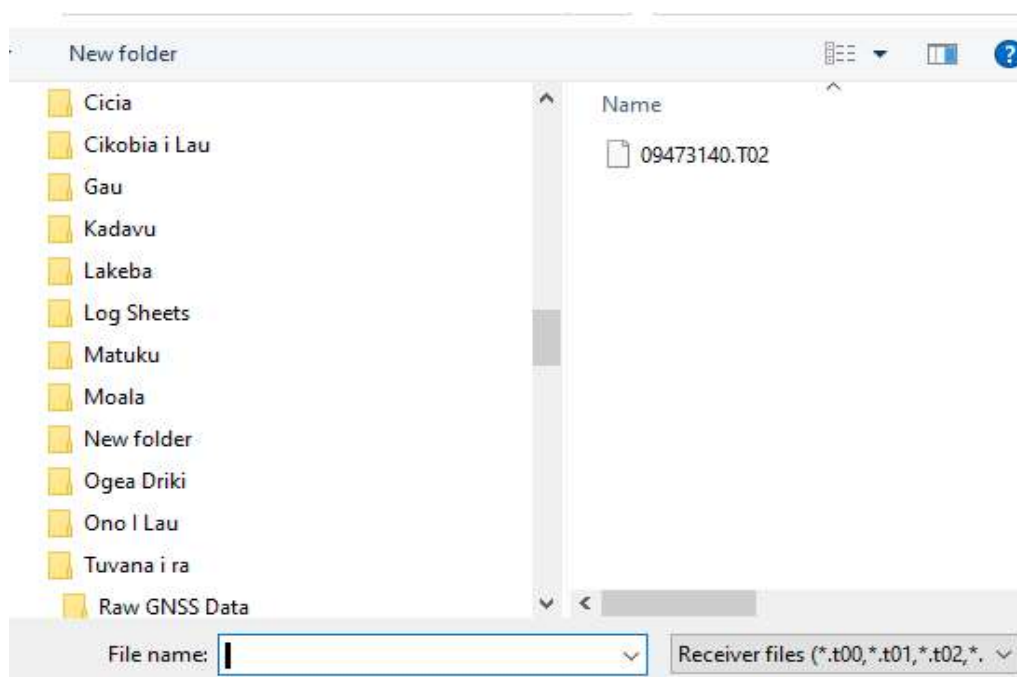 New folder
?
Cicia
Cikobia i Lau
Gau
Kadavu
Lakeba
Log Sheets
Matuku
Moala
New folder
Ogea Driki
Ono I Lau
Tuvana i ra
Raw GNSS Data
Name
09473140.T02
File name:
Receiver files (*.t00,*.t01,*.t02,*.